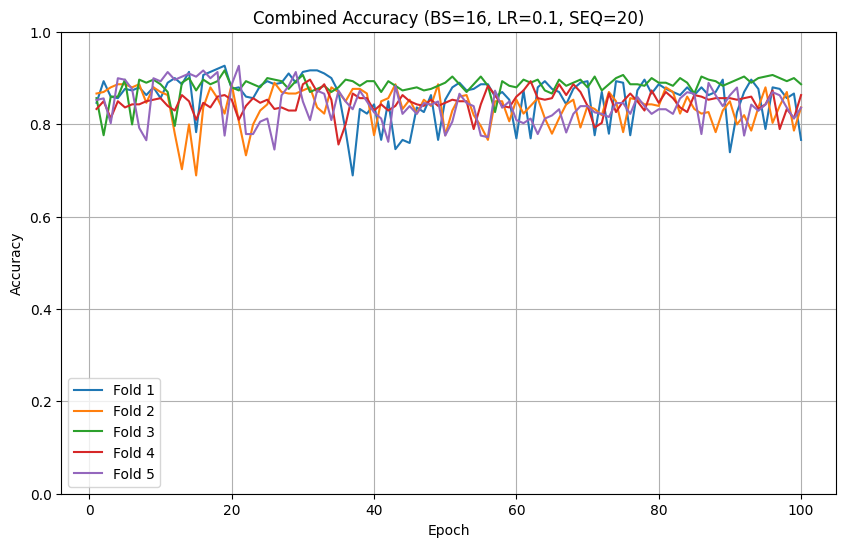 Combined Accuracy (BS=16, LR=0.1, SEQ=20)
1.0
0.8
0.6
0.4
0.2
0.0
Accuracy
Fold 1
Fold 2
Fold 3
Fold 4
Fold 5
0 20 40 60 80 100
Epoch